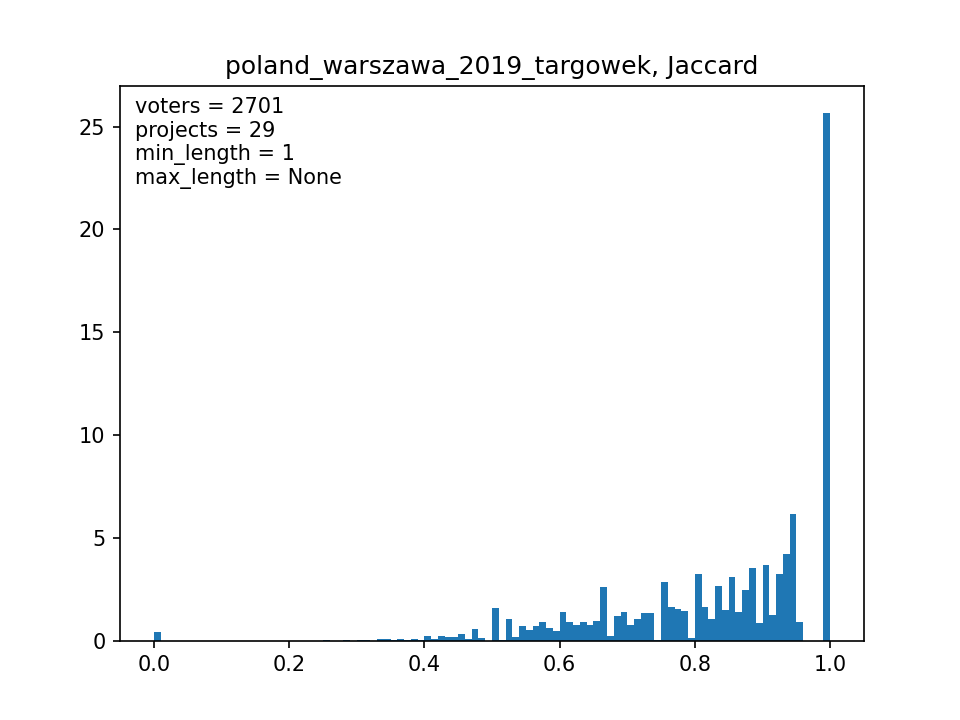 poland_warszawa_2019_targowek, Jaccard
voters = 2701
projects = 29
min_length = 1
max_length = None
25
20
15
10
5
0
0.0 0.2 0.4 0.6 0.8 1.0